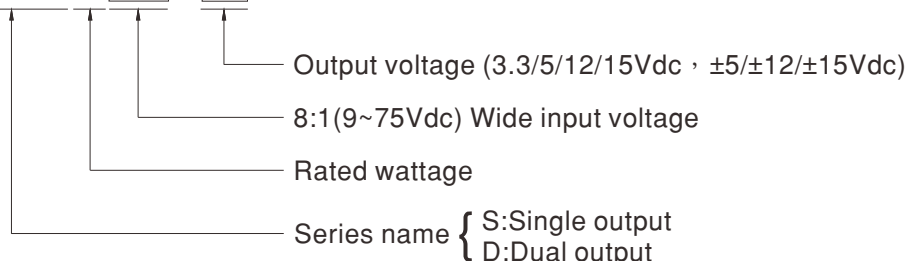 Output voltage (3.3/5/12/15Vdc，±5/±12/±15Vdc)
8:1(9~75Vdc) Wide input voltage
Rated wattage
Series name { S:Single output
D:Dual output